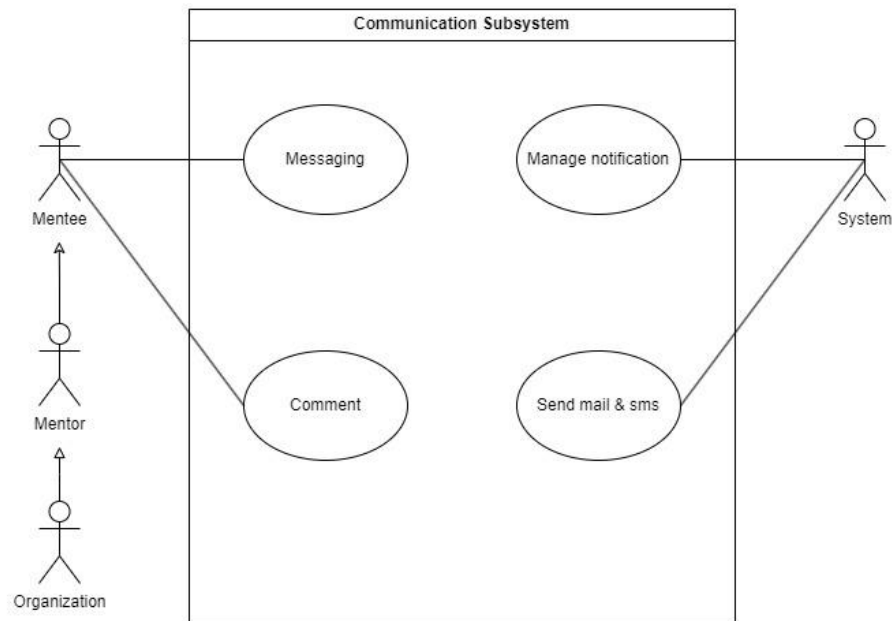 Communication Subsystem
Messaging
Manage notification
Mentee
System
Comment
Send mail & sms
Mentor
Organization